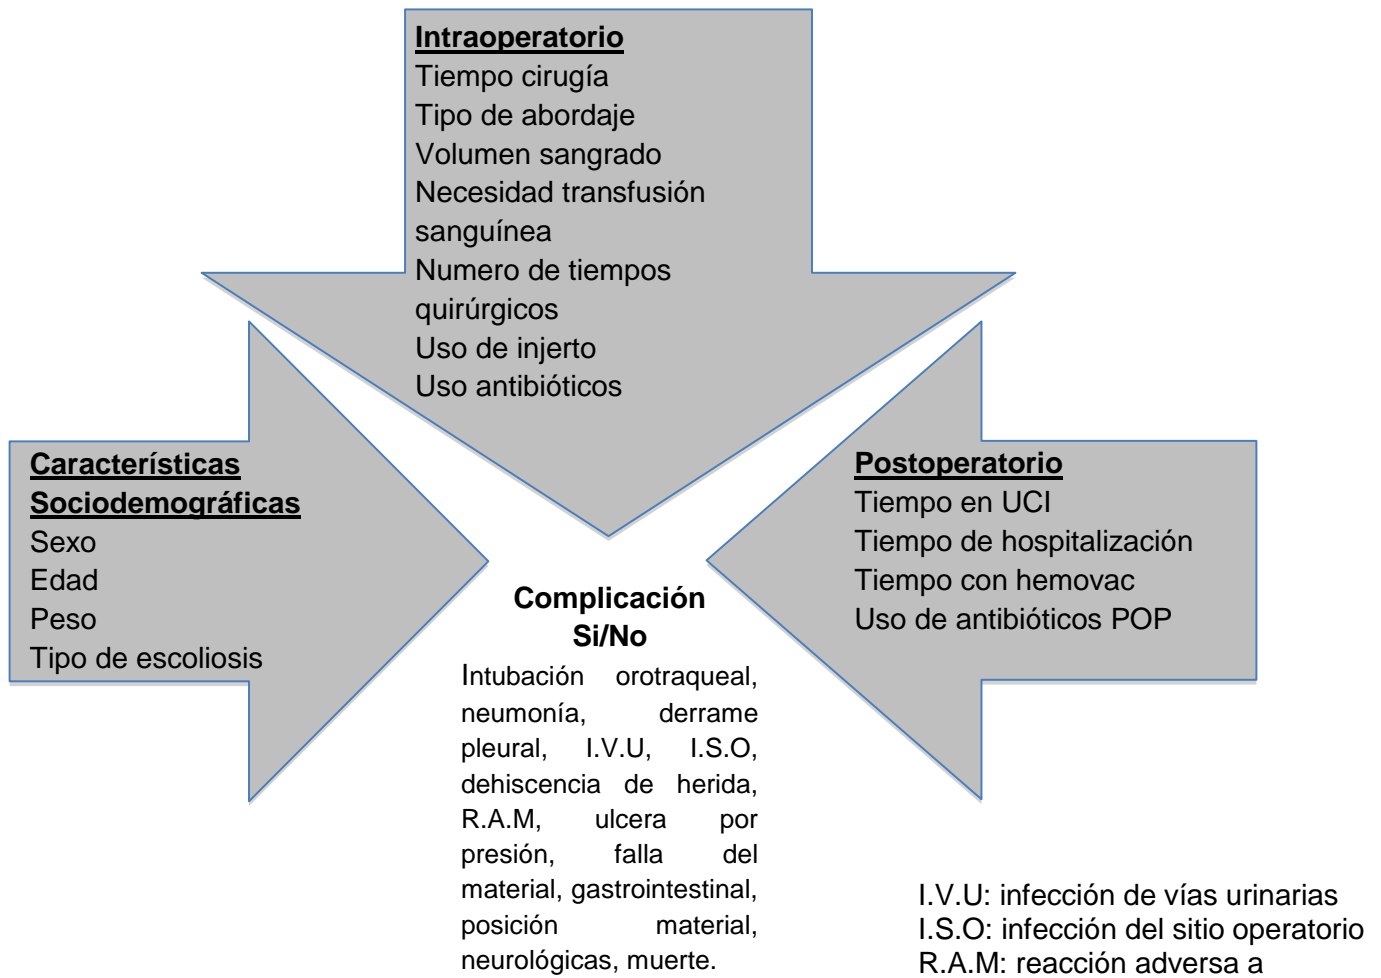 Intraoperatorio
Tiempo cirugía
Tipo de abordaje
Volumen sangrado
Necesidad transfusión
sanguínea
Numero de tiempos
quirúrgicos
Uso de injerto
Uso antibióticos
Características
Sociodemográficas
Sexo
Edad
Peso
Tipo de escoliosis
Postoperatorio
Tiempo en UCI
Tiempo de hospitalización
Tiempo con hemovac
Uso de antibióticos POP
Complicación
Si/No
Intubación orotraqueal,
neumonía, derrame
pleural, I.V.U, I.S.O,
dehiscencia de herida,
R.A.M, ulcera por
presión, falla del
material, gastrointestinal,
posición material,
neurológicas, muerte.
I.V.U: infección de vías urinarias
I.S.O: infección del sitio operatorio
R.A.M: reacción adversa a